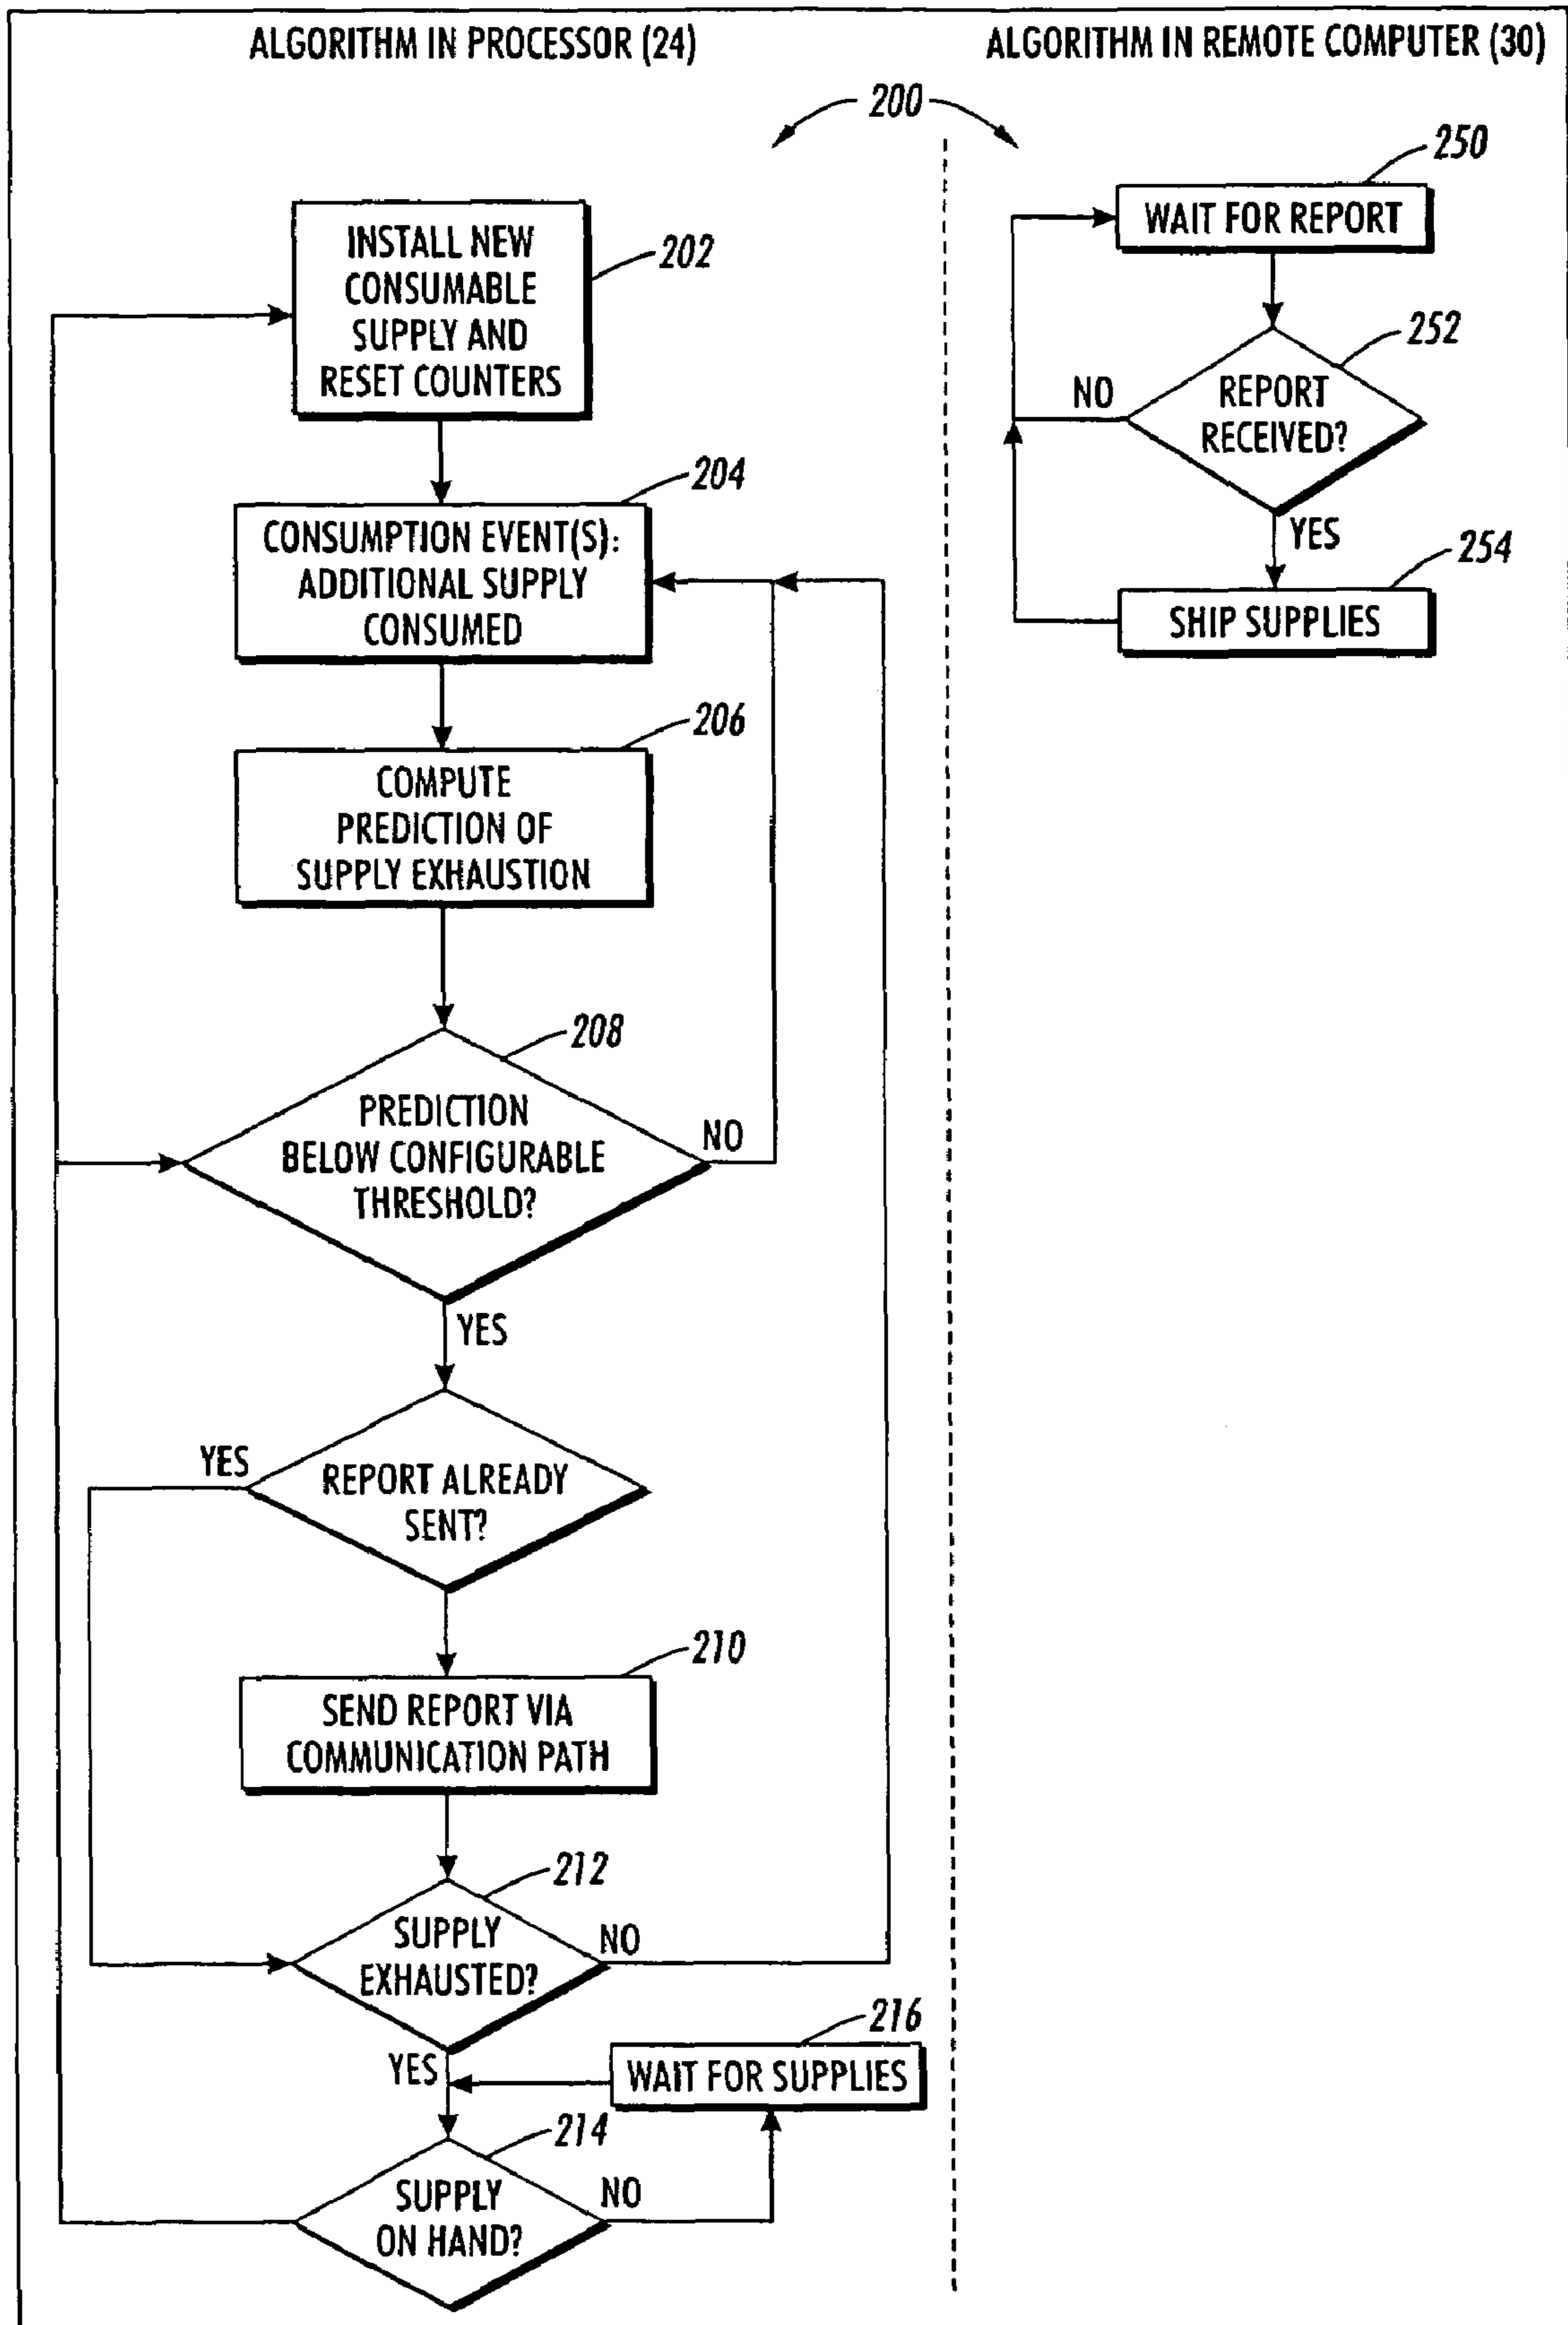 ALGORITHM IN PROCESSOR (24)
ALGORITHM IN REMOTE COMPUTER (30)
200
INSTALL NEW
CONSUMABLE
SUPPLY AND
RESET COUNTERS
202
CONSUMPTION EVENT(S):
ADDITIONAL SUPPLY
CONSUMED
204
COMPUTE
PREDICTION OF
SUPPLY EXHAUSTION
206
PREDICTION
BELOW CONFIGURABLE
THRESHOLD?
208
NO
YES
REPORT ALREADY
SENT?
YES
SEND REPORT VIA
COMMUNICATION PATH
210
SUPPLY
EXHAUSTED?
212
NO
YES
WAIT FOR SUPPLIES
216
SUPPLY
ON HAND?
214
NO
WAIT FOR REPORT
250
REPORT
RECEIVED?
252
NO
YES
SHIP SUPPLIES
254